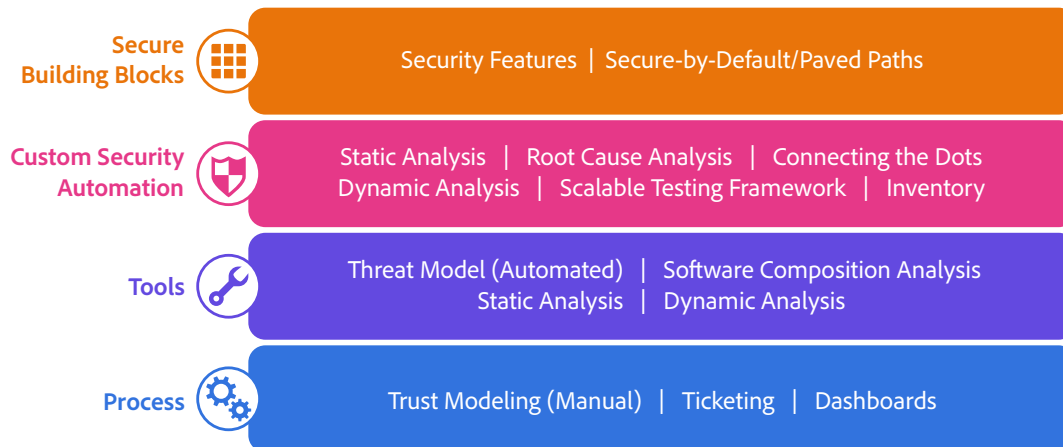 Secure
Building Blocks
Security Features | Secure-by-Default/Paved Paths
Custom Security
Automation
Static Analysis | Root Cause Analysis | Connecting the Dots
Dynamic Analysis | Scalable Testing Framework | Inventory
Tools
Threat Model (Automated) | Software Composition Analysis
Static Analysis | Dynamic Analysis
Process
Trust Modeling (Manual) | Ticketing | Dashboards